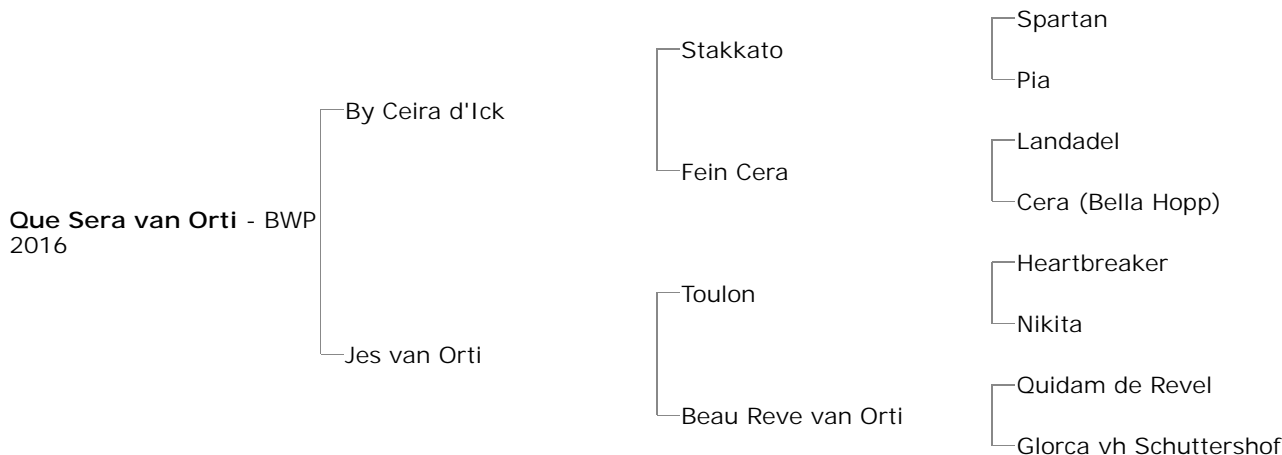 Spartan
Stakkato
Pia
By Ceira d'Ick
Landadel
Fein Cera
Cera (Bella Hopp)
Que Sera van Orti - BWP
2016
Heartbreaker
Toulon
Nikita
Jes van Orti
Quidam de Revel
Beau Reve van Orti
Glorca vh Schuttershof